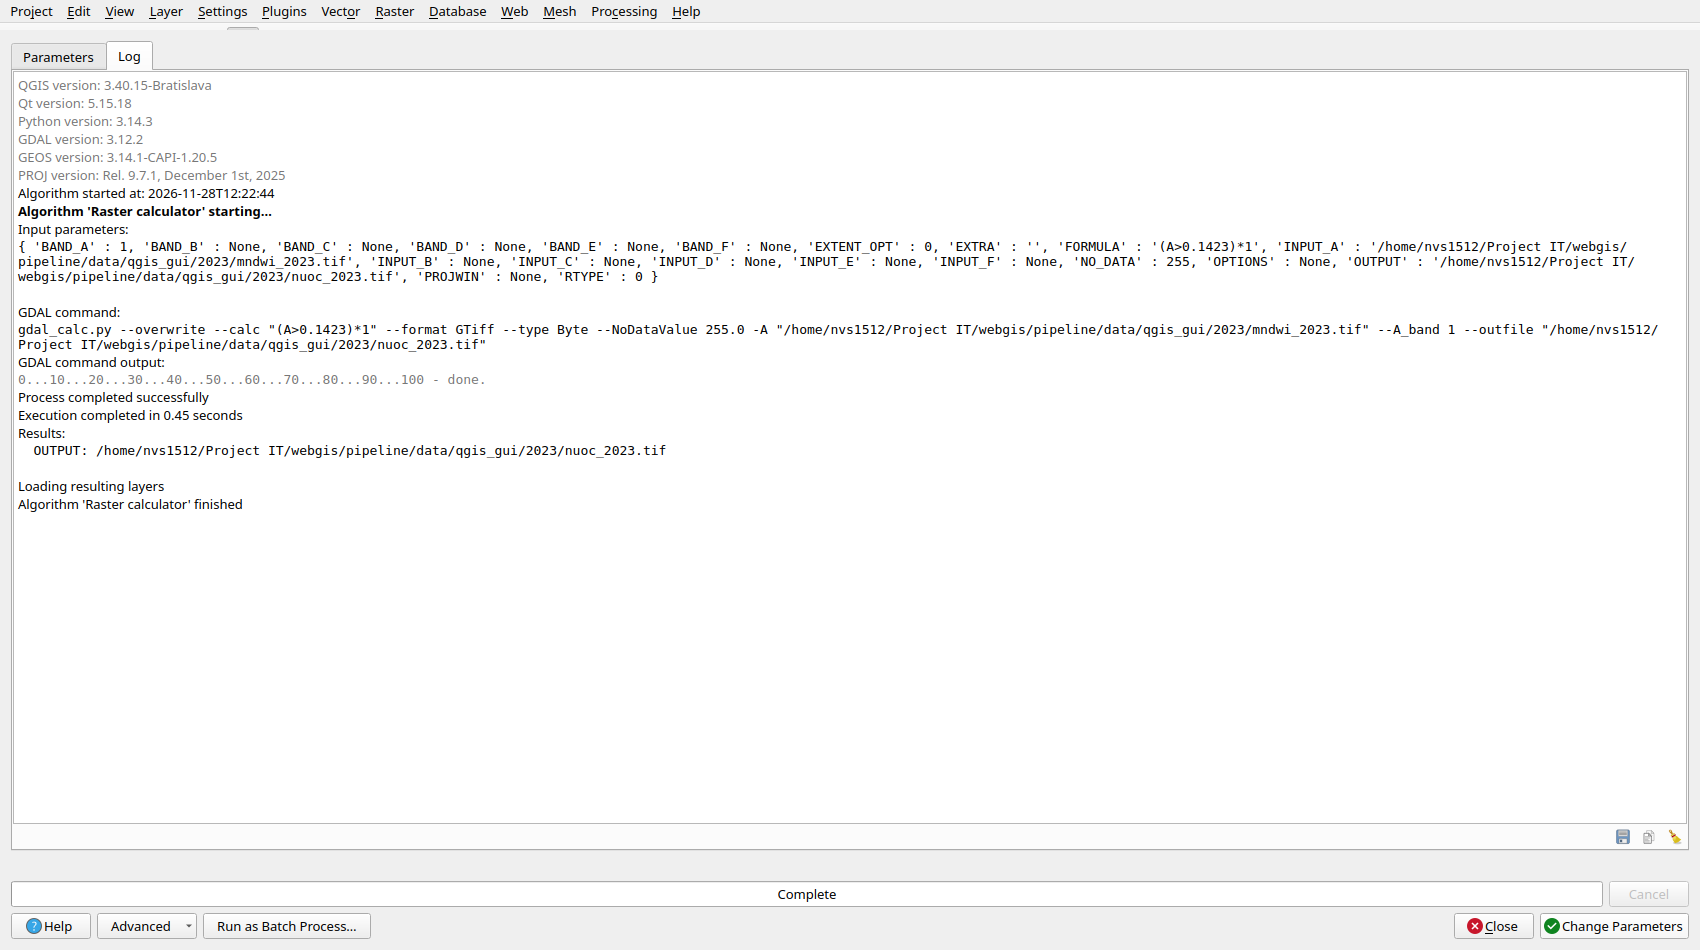 Project Edit View Layer Settings Plugins Vector Raster Database Web Mesh Processing Help
Parameters Log
QGIS version: 3.40.15-Bratislava
Qt version: 5.15.18
Python version: 3.14.3
GDAL version: 3.12.2
GEOS version: 3.14.1-CAPI-1.20.5
PROJ version: Rel. 9.7.1, December 1st, 2025
Algorithm started at: 2026-11-28T12:22:44
Algorithm 'Raster calculator' starting…
Input parameters:
{ 'BAND_A' : 1, 'BAND_B' : None, 'BAND_C' : None, 'BAND_D' : None, 'BAND_E' : None, 'BAND_F' : None, 'EXTENT_OPT' : 0, 'EXTRA' : '', 'FORMULA' : '(A>0.1423)*1', 'INPUT_A' : '/home/nvs1512/Project IT/webgis/
pipeline/data/qgis_gui/2023/mndwi_2023.tif', 'INPUT_B' : None, 'INPUT_C' : None, 'INPUT_D' : None, 'INPUT_E' : None, 'INPUT_F' : None, 'NO_DATA' : 255, 'OPTIONS' : None, 'OUTPUT' : '/home/nvs1512/Project IT/
webgis/pipeline/data/qgis_gui/2023/nuoc_2023.tif', 'PROJWIN' : None, 'RTYPE' : 0 }
GDAL command:
gdal_calc.py --overwrite --calc "(A>0.1423)*1" --format GTiff --type Byte --NoDataValue 255.0 -A "/home/nvs1512/Project IT/webgis/pipeline/data/qgis_gui/2023/mndwi_2023.tif" --A_band 1 --outfile "/home/nvs1512/
Project IT/webgis/pipeline/data/qgis_gui/2023/nuoc_2023.tif"
GDAL command output:
0...10...20...30...40...50...60...70...80...90...100 - done.
Process completed successfully
Execution completed in 0.45 seconds
Results:
OUTPUT: /home/nvs1512/Project IT/webgis/pipeline/data/qgis_gui/2023/nuoc_2023.tif
Loading resulting layers
Algorithm 'Raster calculator' finished
Complete Cancel
Help Advanced Run as Batch Process… Close Change Parameters